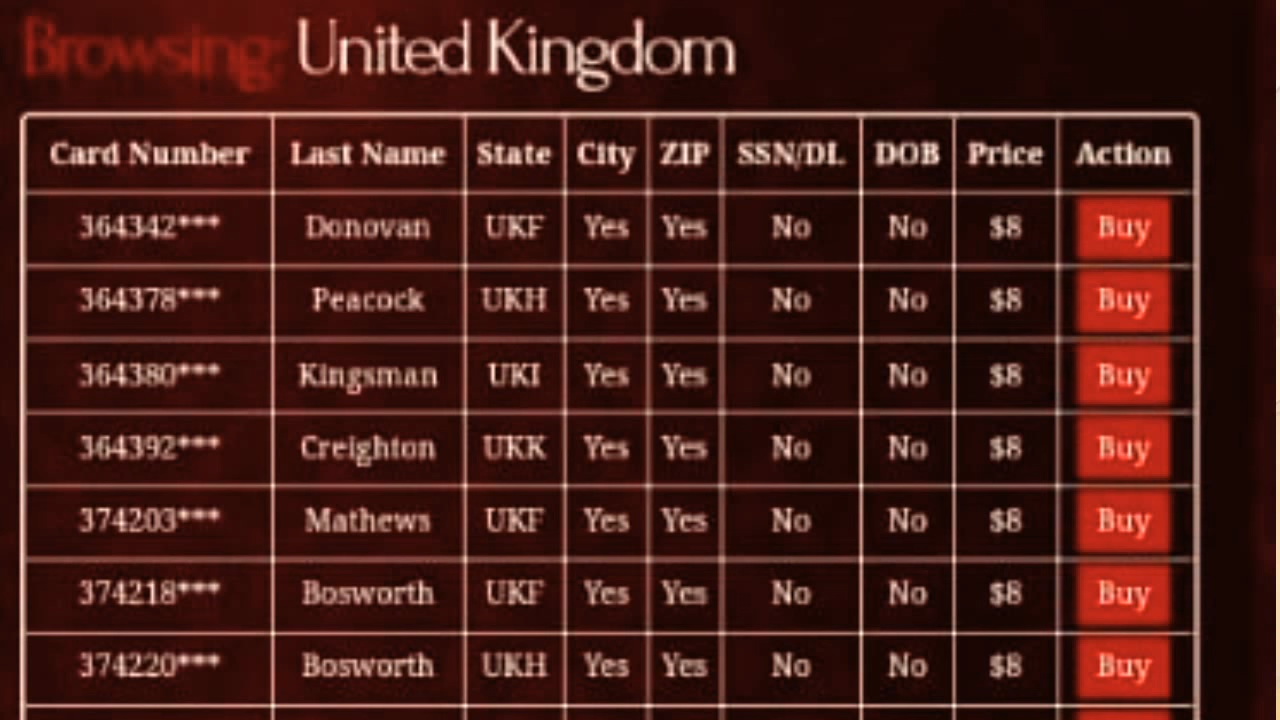 Browsing: United Kingdom
Card Number Last Name State City ZIP SSN/DL DOB Price Action
364342*** Donovan UKF Yes Yes No No $8 Buy
364378*** Peacock UKH Yes Yes No No $8 Buy
364380*** Kingsman UKI Yes Yes No No $8 Buy
364392*** Creighton UKK Yes Yes No No $8 Buy
374203*** Mathews UKF Yes Yes No No $8 Buy
374218*** Bosworth UKF Yes Yes No No $8 Buy
374220*** Bosworth UKH Yes Yes No No $8 Buy